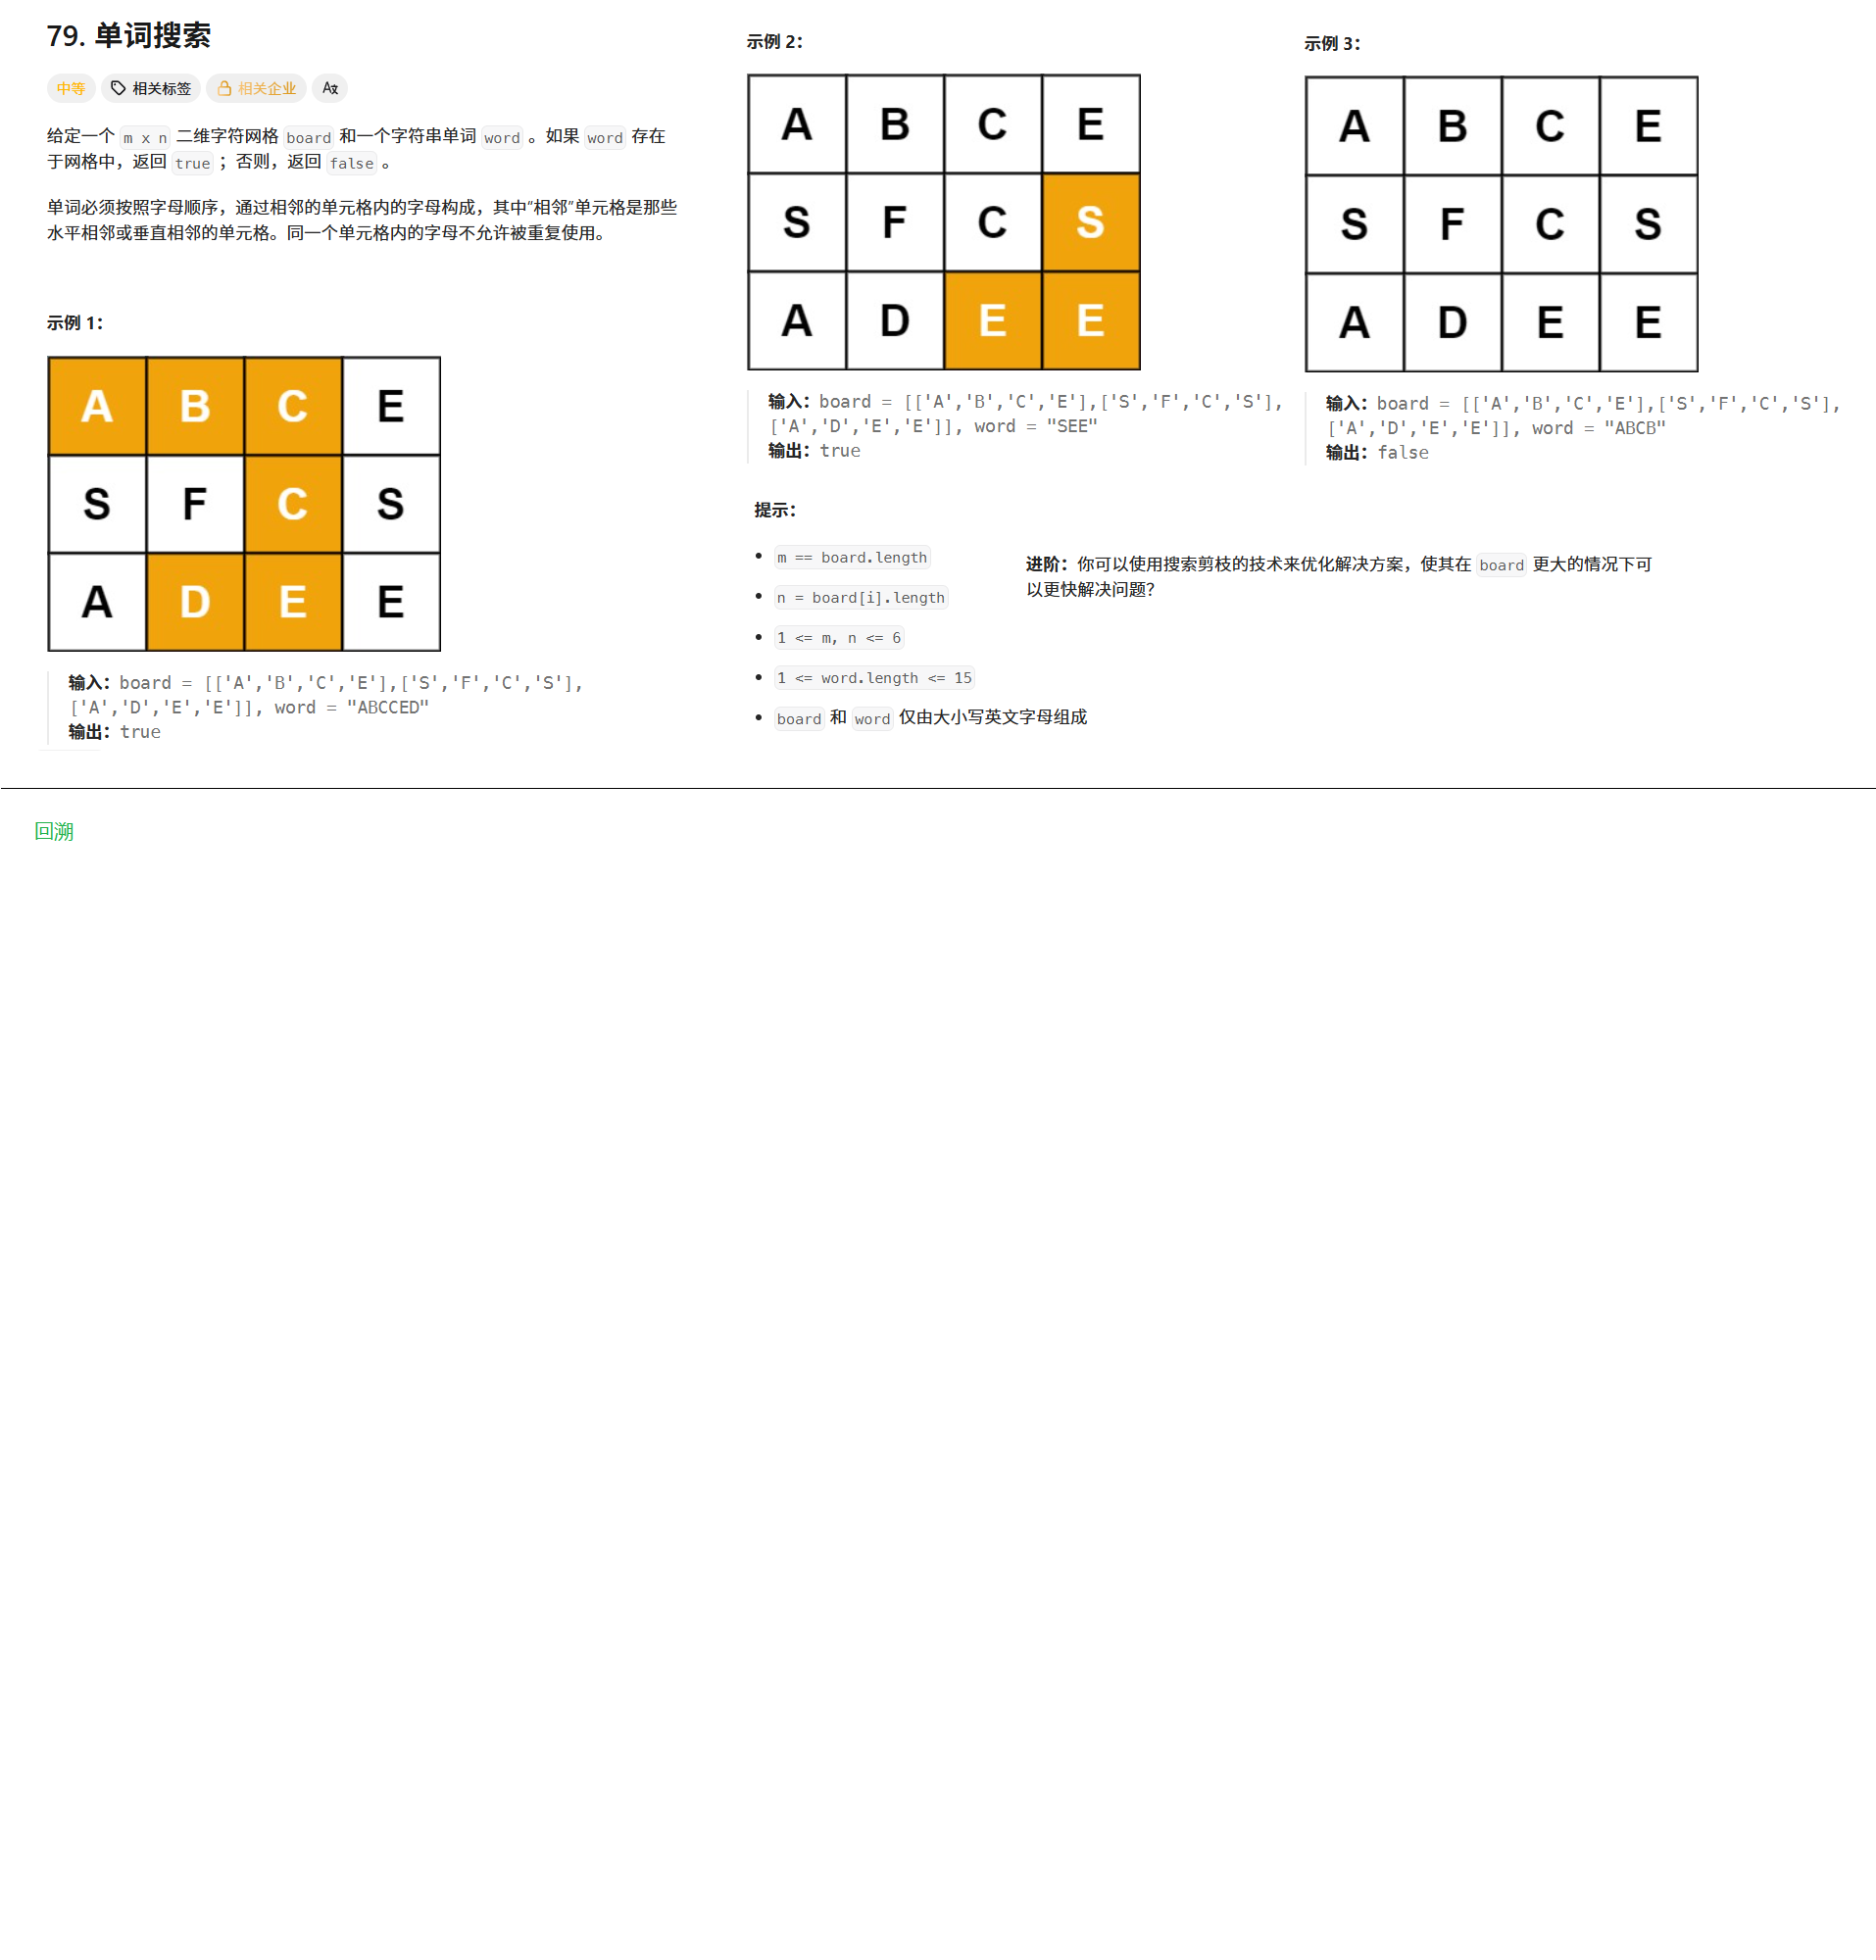 79. 单词搜索
中等 相关标签 相关企业 A文
给定一个 m x n 二维字符网格 board 和一个字符串单词 word 。如果 word 存在
于网格中，返回 true ；否则，返回 false 。
单词必须按照字母顺序，通过相邻的单元格内的字母构成，其中“相邻”单元格是那些
水平相邻或垂直相邻的单元格。同一个单元格内的字母不允许被重复使用。
示例 1：
A B C E
S F C S
A D E E
输入：board = [['A','B','C','E'],['S','F','C','S'],
['A','D','E','E']], word = "ABCCED"
输出：true
示例 2：
A B C E
S F C S
A D E E
输入：board = [['A','B','C','E'],['S','F','C','S'],
['A','D','E','E']], word = "SEE"
输出：true
示例 3：
A B C E
S F C S
A D E E
输入：board = [['A','B','C','E'],['S','F','C','S'],
['A','D','E','E']], word = "ABCB"
输出：false
提示：
m == board.length
n = board[i].length
1 <= m, n <= 6
1 <= word.length <= 15
board 和 word 仅由大小写英文字母组成
进阶：你可以使用搜索剪枝的技术来优化解决方案，使其在 board 更大的情况下可
以更快解决问题？
回溯